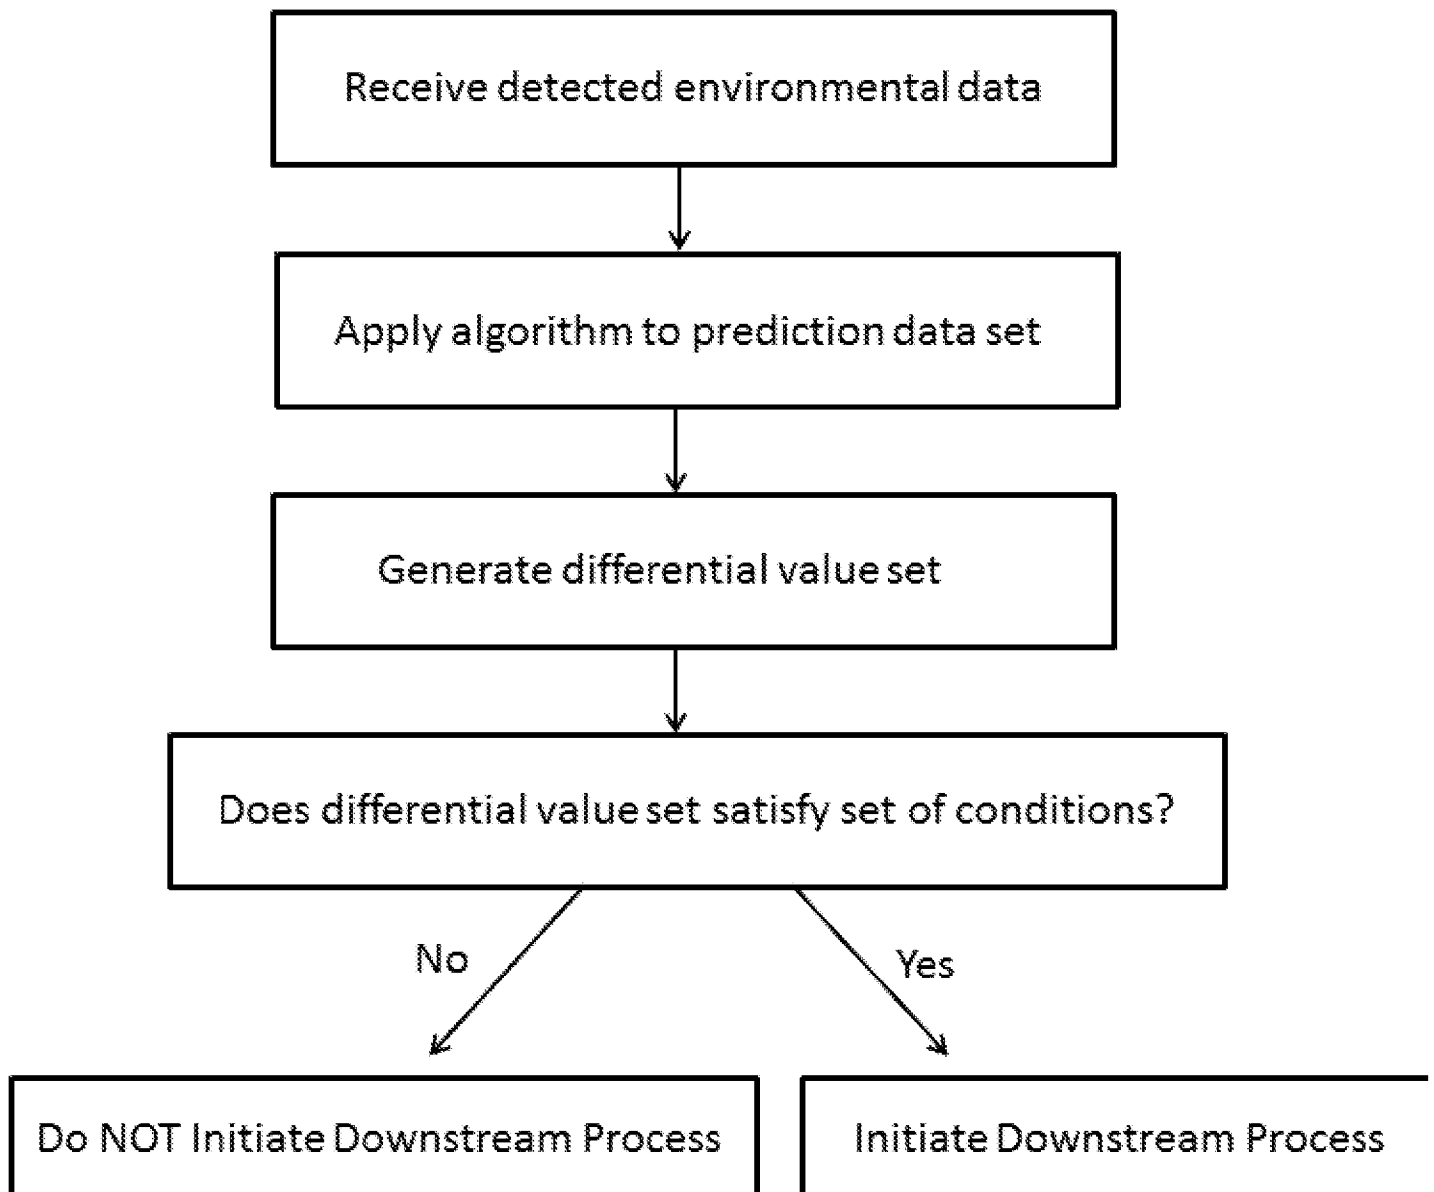 Receive detected environmental data
Apply algorithm to prediction data set
Generate differential value set
Does differential value set satisfy set of conditions?
No
Yes
Do NOT Initiate Downstream Process
Initiate Downstream Process